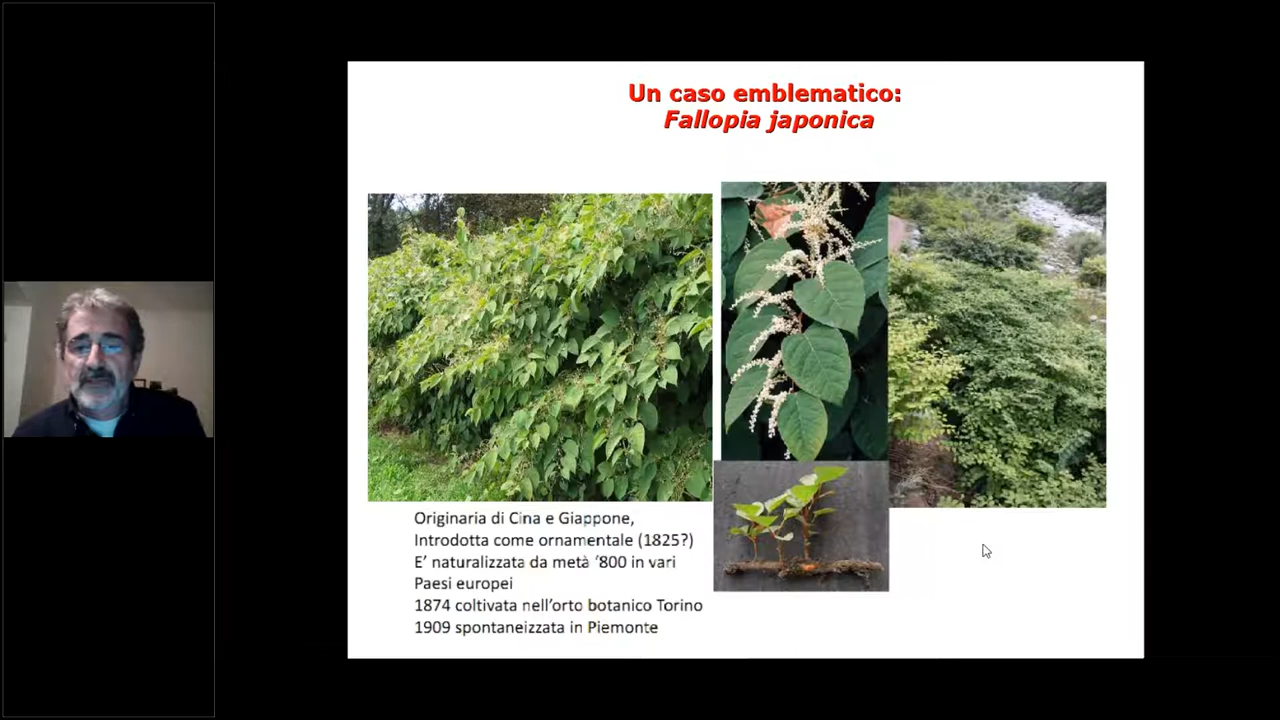 Un caso emblematico:
Fallopia japonica
Originaria di Cina e Giappone,
Introdotta come ornamentale (1825?)
E’ naturalizzata da metà ‘800 in vari
Paesi europei
1874 coltivata nell’orto botanico Torino
1909 spontaneizzata in Piemonte